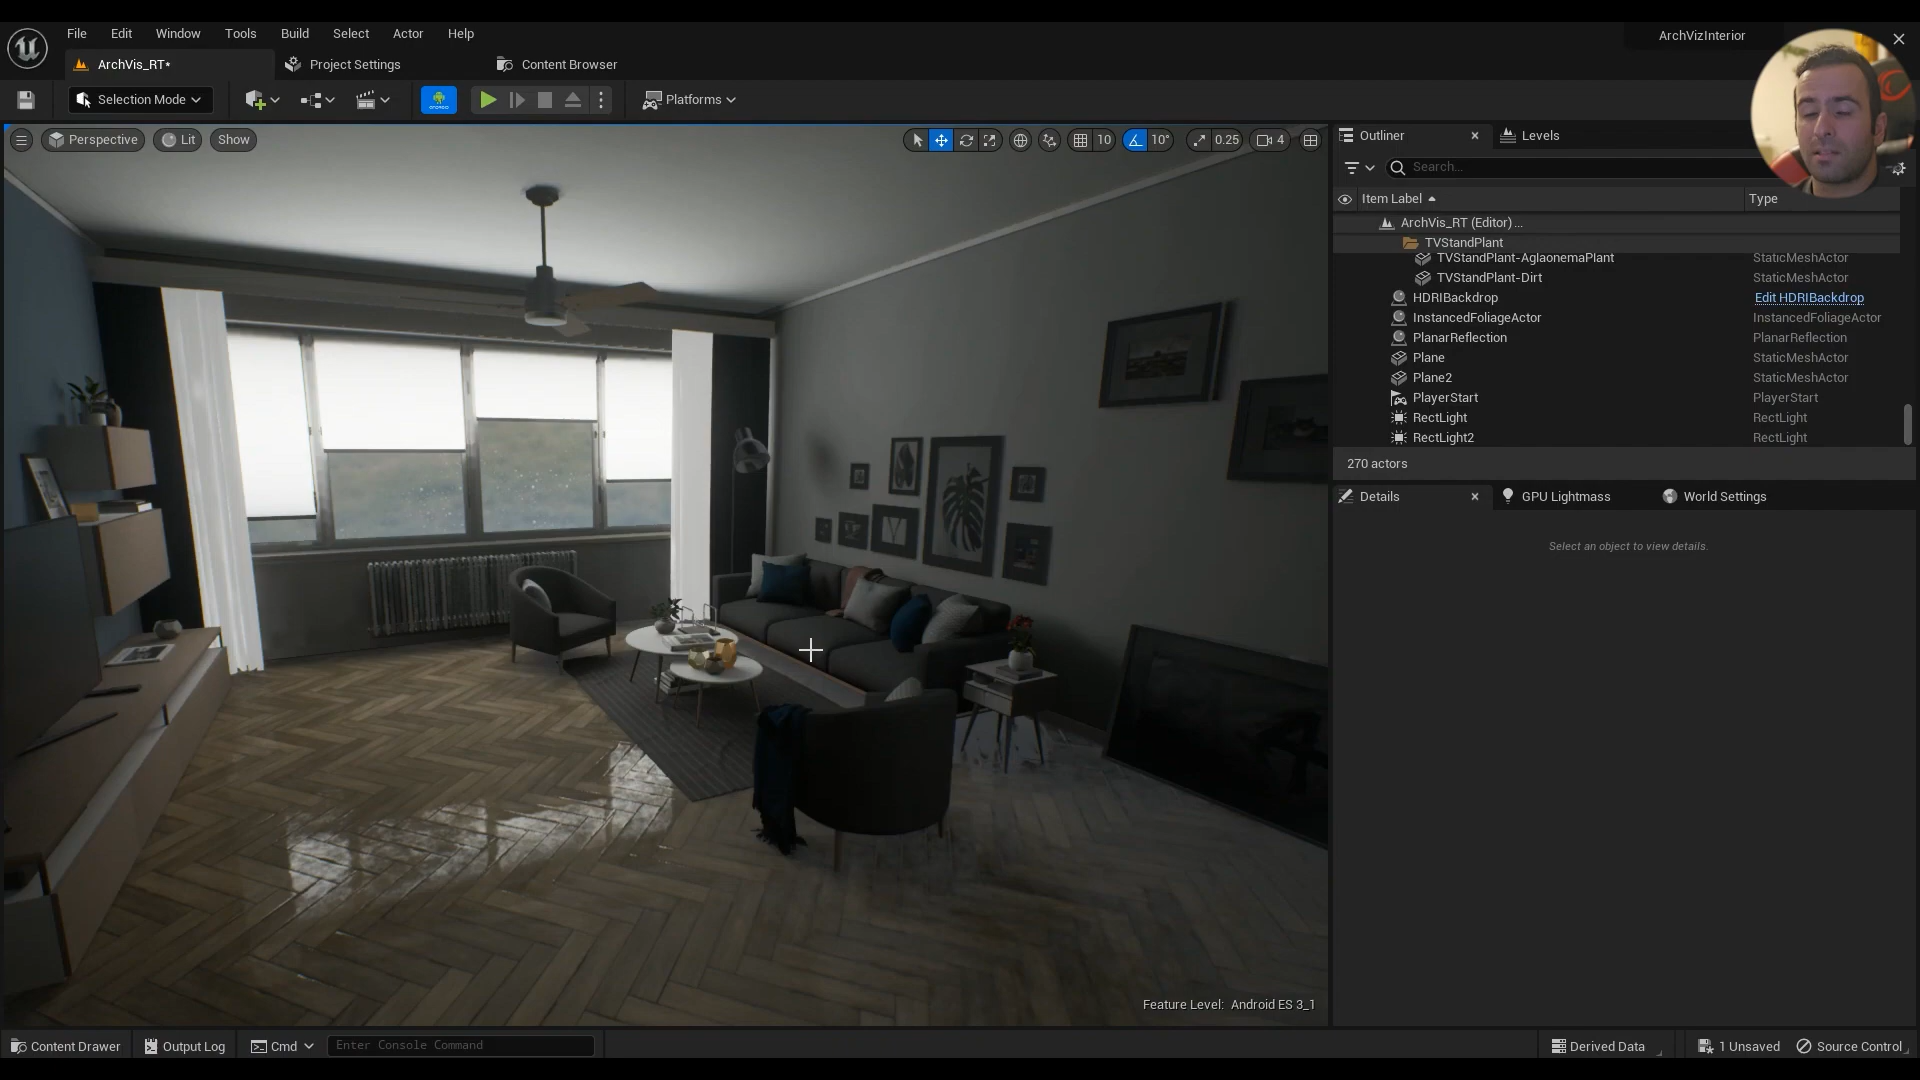 File Edit Window Tools Build Select Actor Help
ArchVizInterior
ArchVis_RT* Project Settings Content Browser
Selection Mode Platforms
Perspective Lit Show 10 10° 0.25 4
Outliner Levels
Search...
Item Label Type
ArchVis_RT (Editor)...
TVStandPlant
TVStandPlant-AglaonemaPlant StaticMeshActor
TVStandPlant-Dirt StaticMeshActor
HDRIBackdrop Edit HDRIBackdrop
InstancedFoliageActor InstancedFoliageActor
PlanarReflection PlanarReflection
Plane StaticMeshActor
Plane2 StaticMeshActor
PlayerStart PlayerStart
RectLight RectLight
RectLight2 RectLight
270 actors
Details GPU Lightmass World Settings
Select an object to view details.
Feature Level: Android ES 3_1
Content Drawer Output Log Cmd Enter Console Command Derived Data 1 Unsaved Source Control